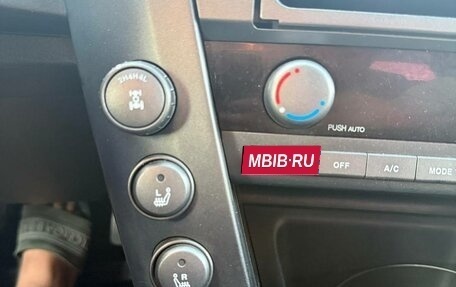 2H4H4L
PUSH AUTO
MBIB.RU
OFF
A/C
MODE
L
R